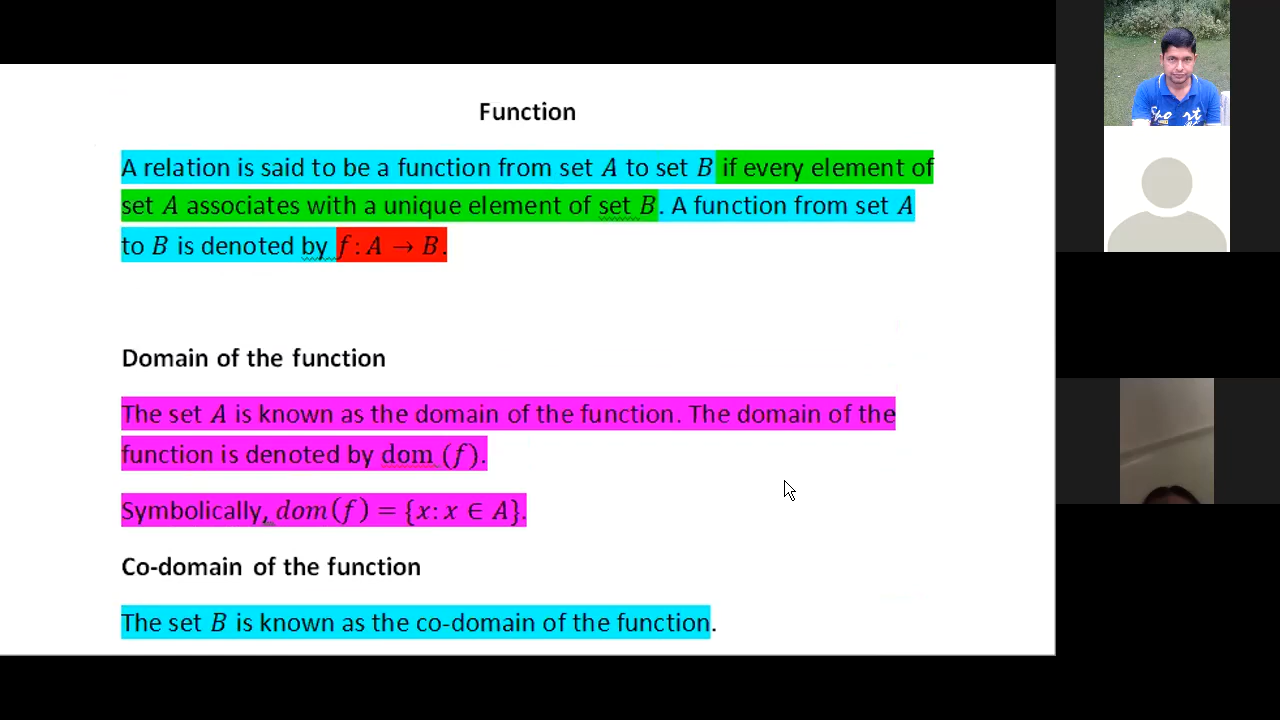 Function
A relation is said to be a function from set A to set B if every element of
set A associates with a unique element of set B. A function from set A
to B is denoted by f : A → B.
Domain of the function
The set A is known as the domain of the function. The domain of the
function is denoted by dom (f).
Symbolically, dom(f) = {x: x ∈ A}.
Co-domain of the function
The set B is known as the co-domain of the function.